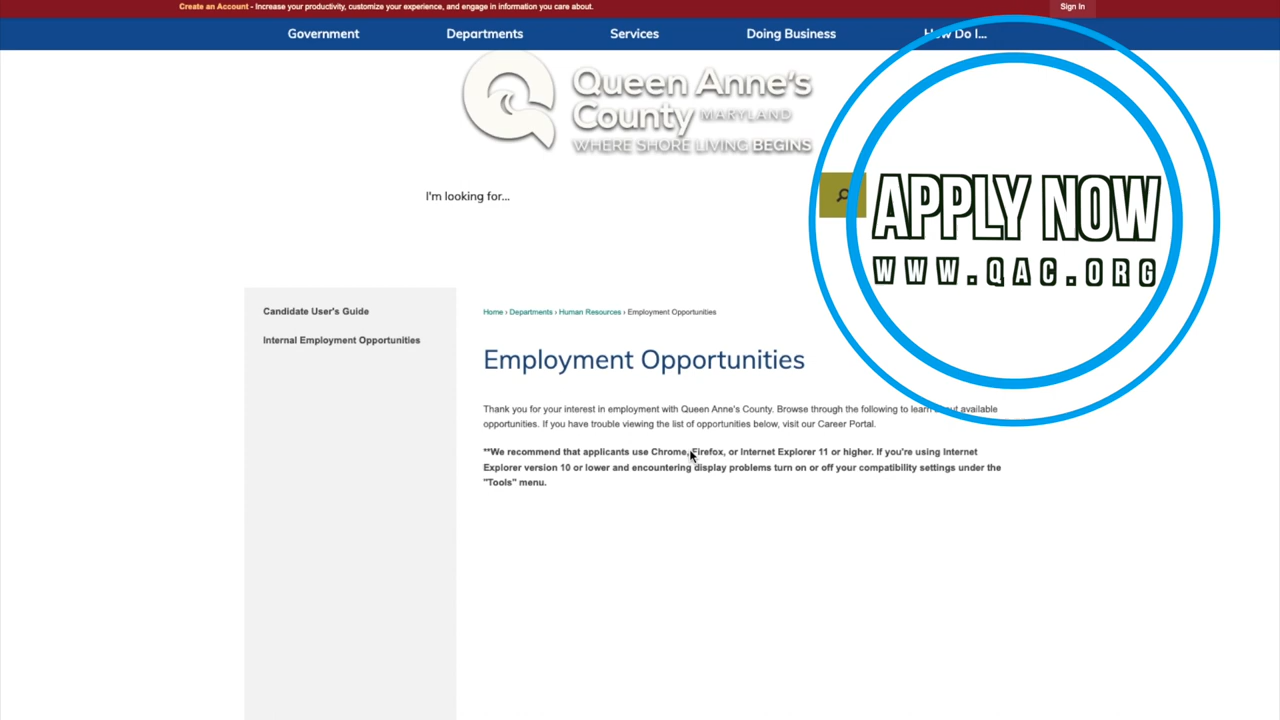 Create an Account - Increase your productivity, customize your experience, and engage in information you care about.
Sign In
Government
Departments
Services
Doing Business
How Do I...
Queen Anne's
County MARYLAND
WHERE SHORE LIVING BEGINS
I'm looking for...
APPLY NOW
WWW.QAC.ORG
Candidate User's Guide
Internal Employment Opportunities
Home › Departments › Human Resources › Employment Opportunities
Employment Opportunities
Thank you for your interest in employment with Queen Anne's County. Browse through the following to learn about available
opportunities. If you have trouble viewing the list of opportunities below, visit our Career Portal.
**We recommend that applicants use Chrome, Firefox, or Internet Explorer 11 or higher. If you're using Internet
Explorer version 10 or lower and encountering display problems turn on or off your compatibility settings under the
"Tools" menu.